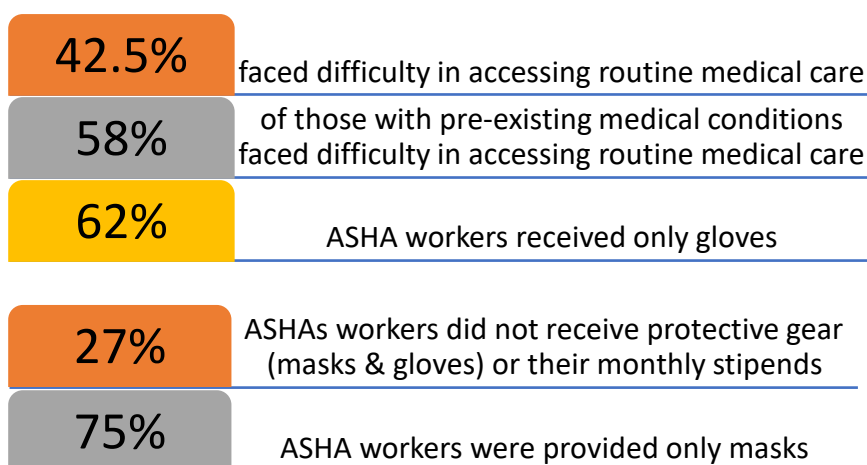 42.5%
faced difficulty in accessing routine medical care
58%
of those with pre-existing medical conditions
faced difficulty in accessing routine medical care
62%
ASHA workers received only gloves
27%
ASHAs workers did not receive protective gear
(masks & gloves) or their monthly stipends
75%
ASHA workers were provided only masks